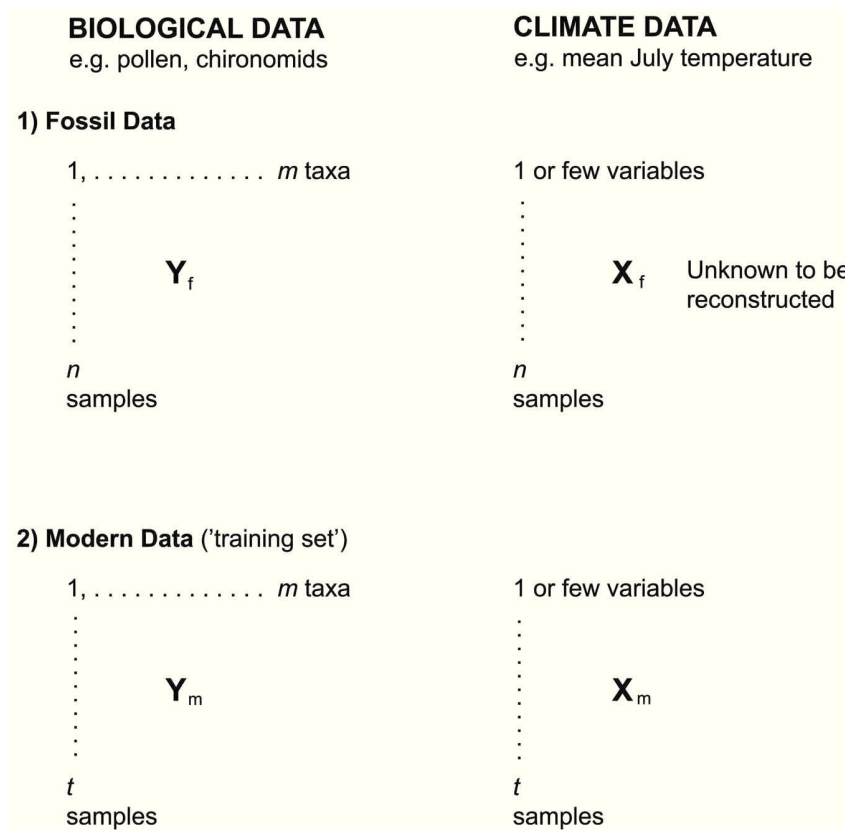 BIOLOGICAL DATA
e.g. pollen, chironomids
CLIMATE DATA
e.g. mean July temperature
1) Fossil Data
1, . . . . . . . . . . . . . m taxa
1 or few variables
Y f
X f
Unknown to be
reconstructed
n
samples
n
samples
2) Modern Data ('training set')
1, . . . . . . . . . . . . . m taxa
1 or few variables
Y m
X m
t
samples
t
samples